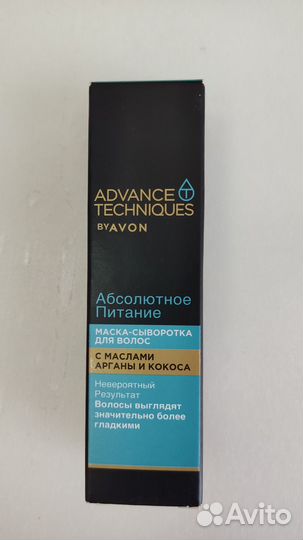 ADVANCE
TECHNIQUES
BY AVON
Абсолютное
Питание
МАСКА-СЫВОРОТКА
ДЛЯ ВОЛОС
С МАСЛАМИ
АРГАНЫ И КОКОСА
Невероятный
Результат
Волосы выглядят
значительно более
гладкими
Avito